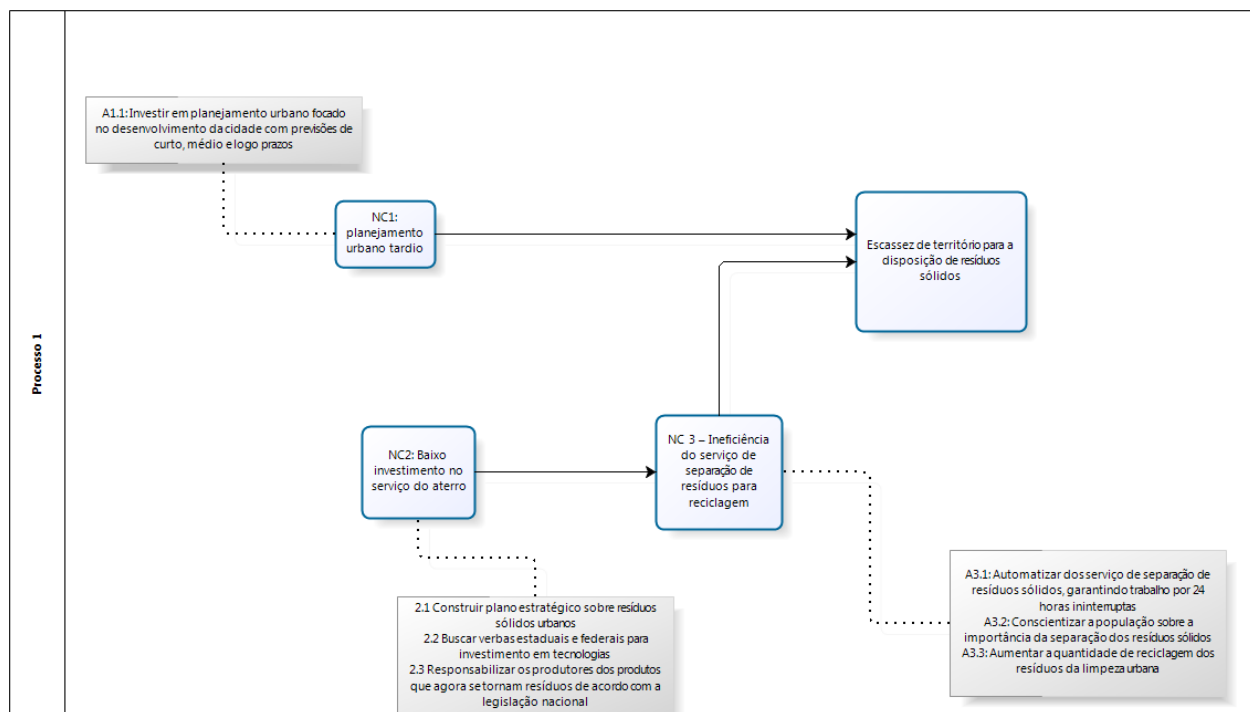 Processo 1
A1.1: Investir em planejamento urbano focado
no desenvolvimento da cidade com previsões de
curto, médio e logo prazos
NC1:
planejamento
urbano tardio
Escassez de território para a
disposição de resíduos
sólidos
NC2: Baixo
investimento no
serviço do aterro
NC 3 – Ineficiência
do serviço de
separação de
resíduos para
reciclagem
2.1 Construir plano estratégico sobre resíduos
sólidos urbanos
2.2 Buscar verbas estaduais e federais para
investimento em tecnologias
2.3 Responsabilizar os produtores dos produtos
que agora se tornam resíduos de acordo com a
legislação nacional
A3.1: Automatizar dos serviço de separação de
resíduos sólidos, garantindo trabalho por 24
horas ininterruptas
A3.2: Conscientizar a população sobre a
importância da separação dos resíduos sólidos
A3.3: Aumentar a quantidade de reciclagem dos
resíduos da limpeza urbana